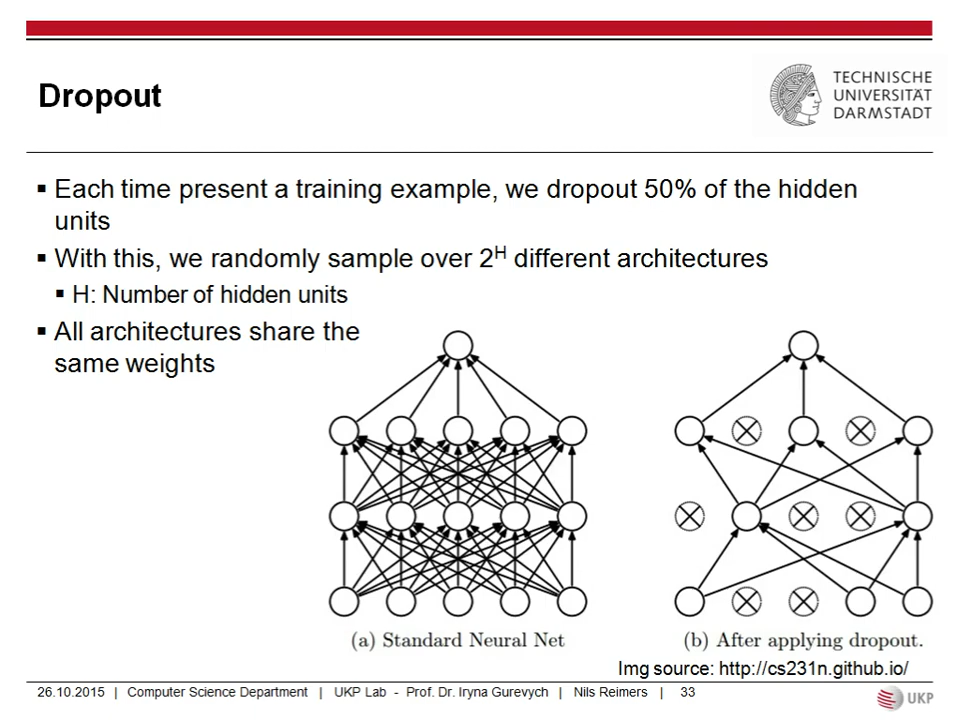 Dropout
TECHNISCHE
UNIVERSITÄT
DARMSTADT
▪ Each time present a training example, we dropout 50% of the hidden
units
▪ With this, we randomly sample over 2^H different architectures
▪ H: Number of hidden units
▪ All architectures share the
same weights
(a) Standard Neural Net
(b) After applying dropout.
Img source: http://cs231n.github.io/
26.10.2015 | Computer Science Department | UKP Lab - Prof. Dr. Iryna Gurevych | Nils Reimers | 33
UKP